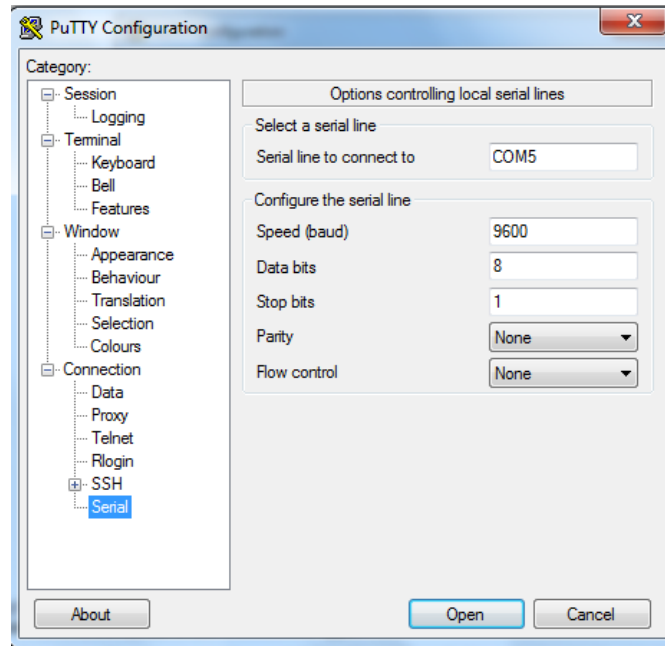 PuTTY Configuration
Category:
Session
Logging
Terminal
Keyboard
Bell
Features
Window
Appearance
Behaviour
Translation
Selection
Colours
Connection
Data
Proxy
Telnet
Rlogin
SSH
Serial
Options controlling local serial lines
Select a serial line
Serial line to connect to COM5
Configure the serial line
Speed (baud) 9600
Data bits 8
Stop bits 1
Parity None
Flow control None
About Open Cancel